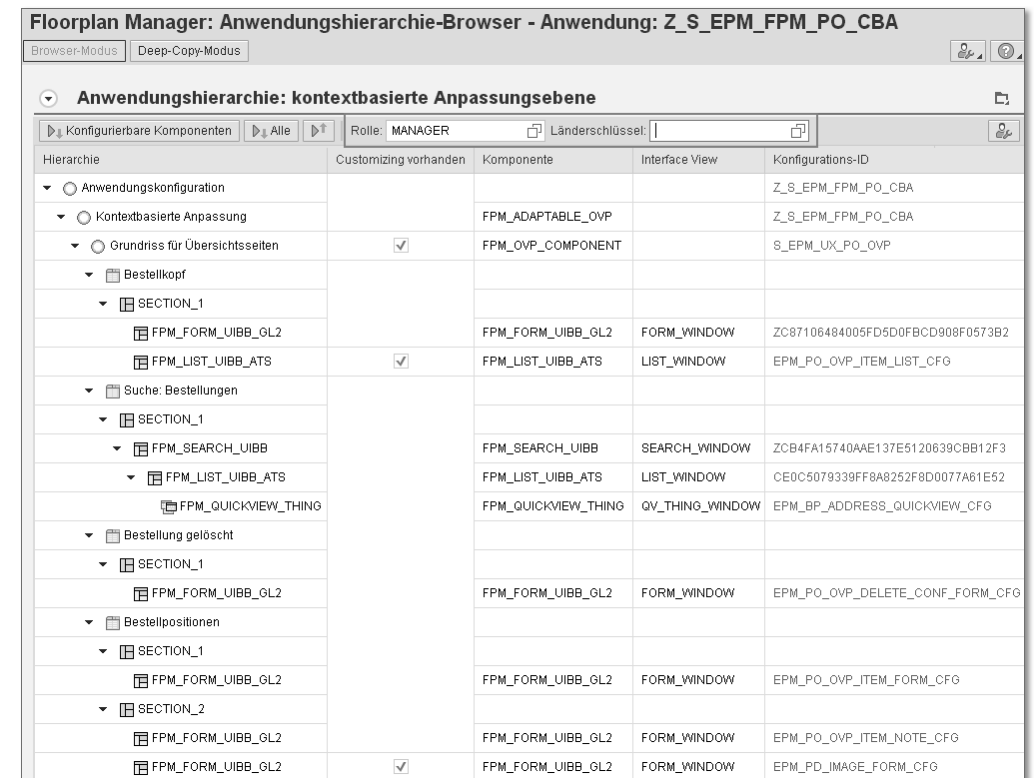 Floorplan Manager: Anwendungshierarchie-Browser - Anwendung: Z_S_EPM_FPM_PO_CBA
Browser-Modus Deep-Copy-Modus
Anwendungshierarchie: kontextbasierte Anpassungsebene
Konfigurierbare Komponenten Alle Rolle: MANAGER Länderschlüssel:
Hierarchie Customizing vorhanden Komponente Interface View Konfigurations-ID
Anwendungskonfiguration Z_S_EPM_FPM_PO_CBA
Kontextbasierte Anpassung FPM_ADAPTABLE_OVP Z_S_EPM_FPM_PO_CBA
Grundriss für Übersichtsseiten FPM_OVP_COMPONENT S_EPM_UX_PO_OVP
Bestellkopf
SECTION_1
FPM_FORM_UIBB_GL2 FPM_FORM_UIBB_GL2 FORM_WINDOW ZC87106484005FD5D0FBCD908F0573B2
FPM_LIST_UIBB_ATS FPM_LIST_UIBB_ATS LIST_WINDOW EPM_PO_OVP_ITEM_LIST_CFG
Suche: Bestellungen
SECTION_1
FPM_SEARCH_UIBB FPM_SEARCH_UIBB SEARCH_WINDOW ZCB4FA15740AAE137E5120639CBB12F3
FPM_LIST_UIBB_ATS FPM_LIST_UIBB_ATS LIST_WINDOW CE0C5079339FF8A8252F8D0077A61E52
FPM_QUICKVIEW_THING FPM_QUICKVIEW_THING QV_THING_WINDOW EPM_BP_ADDRESS_QUICKVIEW_CFG
Bestellung gelöscht
SECTION_1
FPM_FORM_UIBB_GL2 FPM_FORM_UIBB_GL2 FORM_WINDOW EPM_PO_OVP_DELETE_CONF_FORM_CFG
Bestellpositionen
SECTION_1
FPM_FORM_UIBB_GL2 FPM_FORM_UIBB_GL2 FORM_WINDOW EPM_PO_OVP_ITEM_FORM_CFG
SECTION_2
FPM_FORM_UIBB_GL2 FPM_FORM_UIBB_GL2 FORM_WINDOW EPM_PO_OVP_ITEM_NOTE_CFG
FPM_FORM_UIBB_GL2 FPM_FORM_UIBB_GL2 FORM_WINDOW EPM_PD_IMAGE_FORM_CFG